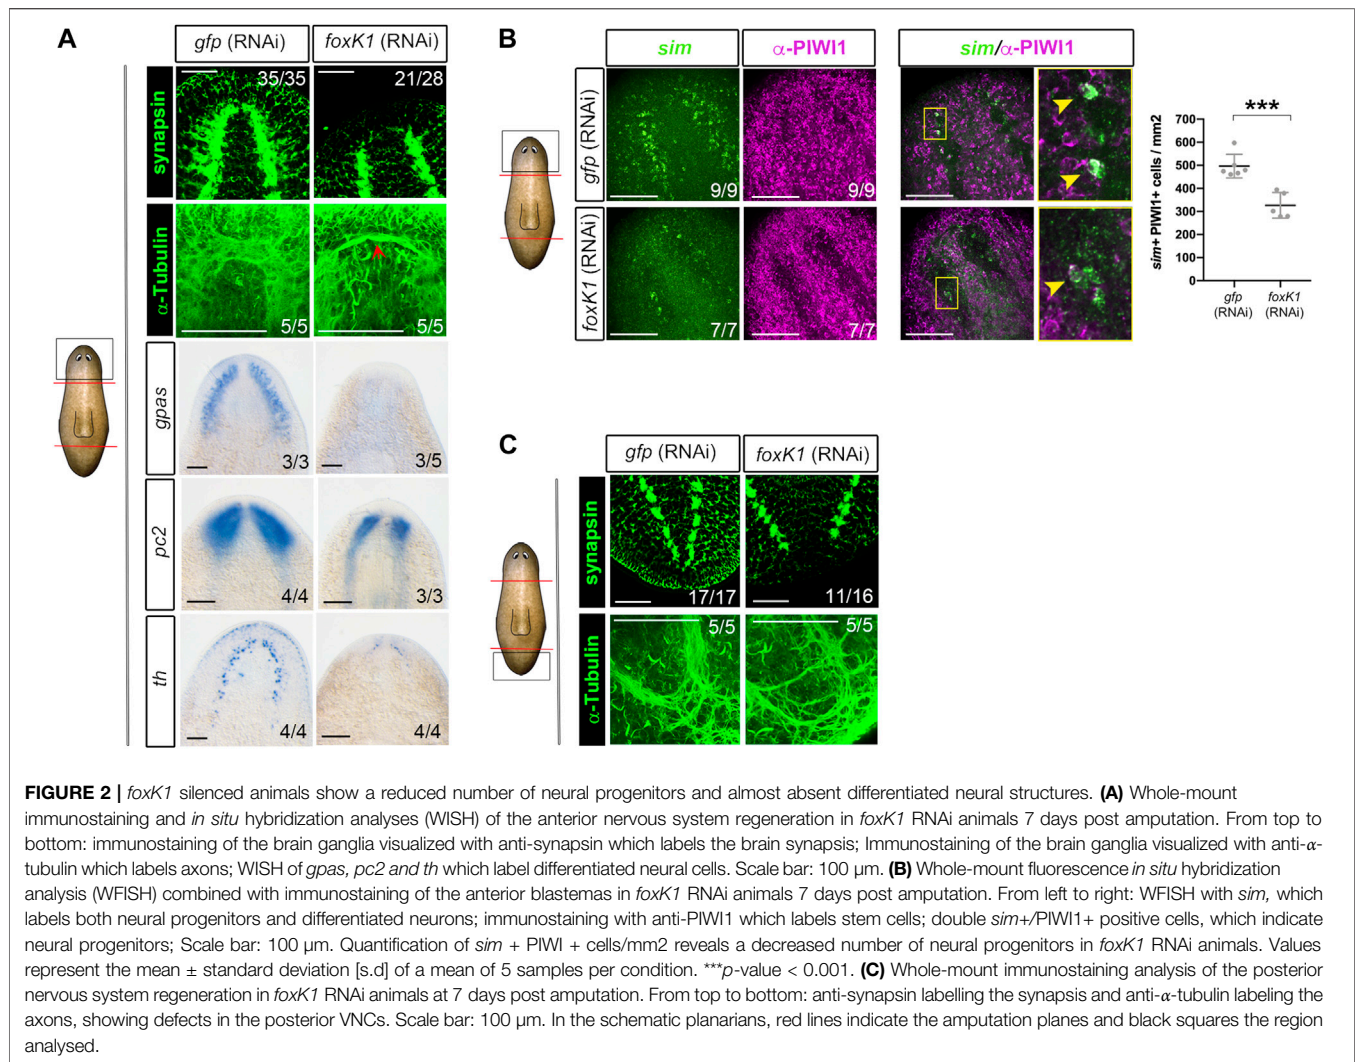 A
gfp (RNAi)
foxK1 (RNAi)
synapsin
35/35
21/28
α-Tubulin
5/5
5/5
gpas
3/3
3/5
pc2
4/4
3/3
th
4/4
4/4
B
sim
α-PIWI1
sim/α-PIWI1
gfp (RNAi)
9/9
9/9
foxK1 (RNAi)
7/7
7/7
***
sim+ PIWI1+ cells / mm2
700
600
500
400
300
200
100
0
gfp
(RNAi)
foxK1
(RNAi)
C
gfp (RNAi)
foxK1 (RNAi)
synapsin
17/17
11/16
α-Tubulin
5/5
5/5
FIGURE 2 | foxK1 silenced animals show a reduced number of neural progenitors and almost absent differentiated neural structures. (A) Whole-mount
immunostaining and in situ hybridization analyses (WISH) of the anterior nervous system regeneration in foxK1 RNAi animals 7 days post amputation. From top to
bottom: immunostaining of the brain ganglia visualized with anti-synapsin which labels the brain synapsis; Immunostaining of the brain ganglia visualized with anti-α-
tubulin which labels axons; WISH of gpas, pc2 and th which label differentiated neural cells. Scale bar: 100 µm. (B) Whole-mount fluorescence in situ hybridization
analysis (WFISH) combined with immunostaining of the anterior blastemas in foxK1 RNAi animals 7 days post amputation. From left to right: WFISH with sim, which
labels both neural progenitors and differentiated neurons; immunostaining with anti-PIWI1 which labels stem cells; double sim+/PIWI1+ positive cells, which indicate
neural progenitors; Scale bar: 100 µm. Quantification of sim + PIWI + cells/mm2 reveals a decreased number of neural progenitors in foxK1 RNAi animals. Values
represent the mean ± standard deviation [s.d] of a mean of 5 samples per condition. ***p-value < 0.001. (C) Whole-mount immunostaining analysis of the posterior
nervous system regeneration in foxK1 RNAi animals at 7 days post amputation. From top to bottom: anti-synapsin labelling the synapsis and anti-α-tubulin labeling the
axons, showing defects in the posterior VNCs. Scale bar: 100 µm. In the schematic planarians, red lines indicate the amputation planes and black squares the region
analysed.